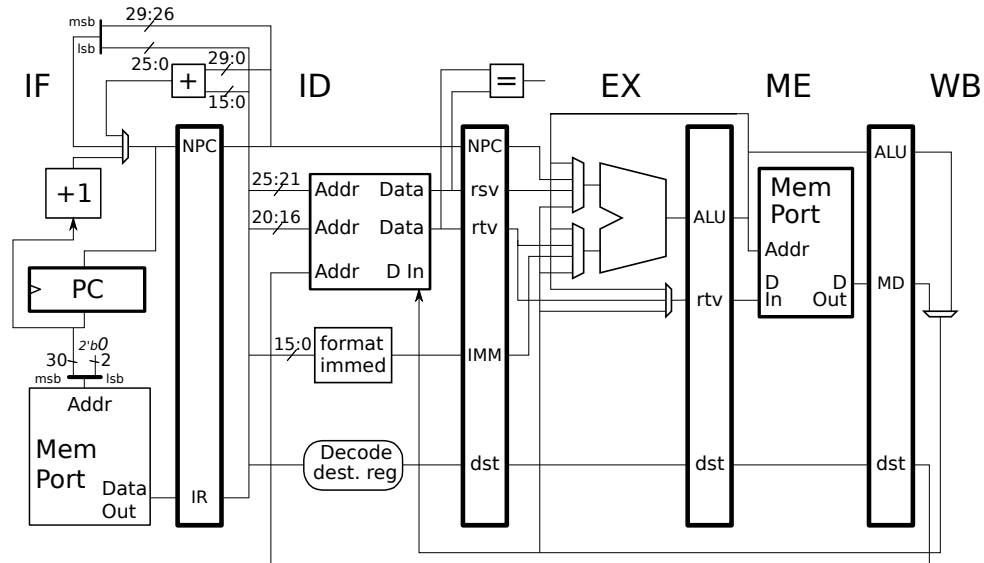 29:26
msb
lsb
25:0
29:0
15:0
+
=
IF
ID
EX
ME
WB
NPC
NPC
ALU
+1
25:21
Addr
Data
rsv
Mem
Port
20:16
Addr
Data
rtv
ALU
Addr
Addr
D In
PC
D
In
D
Out
MD
rtv
2'b0
30
2
msb
lsb
15:0
format
immed
IMM
Addr
Mem
Port
Data
Out
IR
Decode
dest. reg
dst
dst
dst